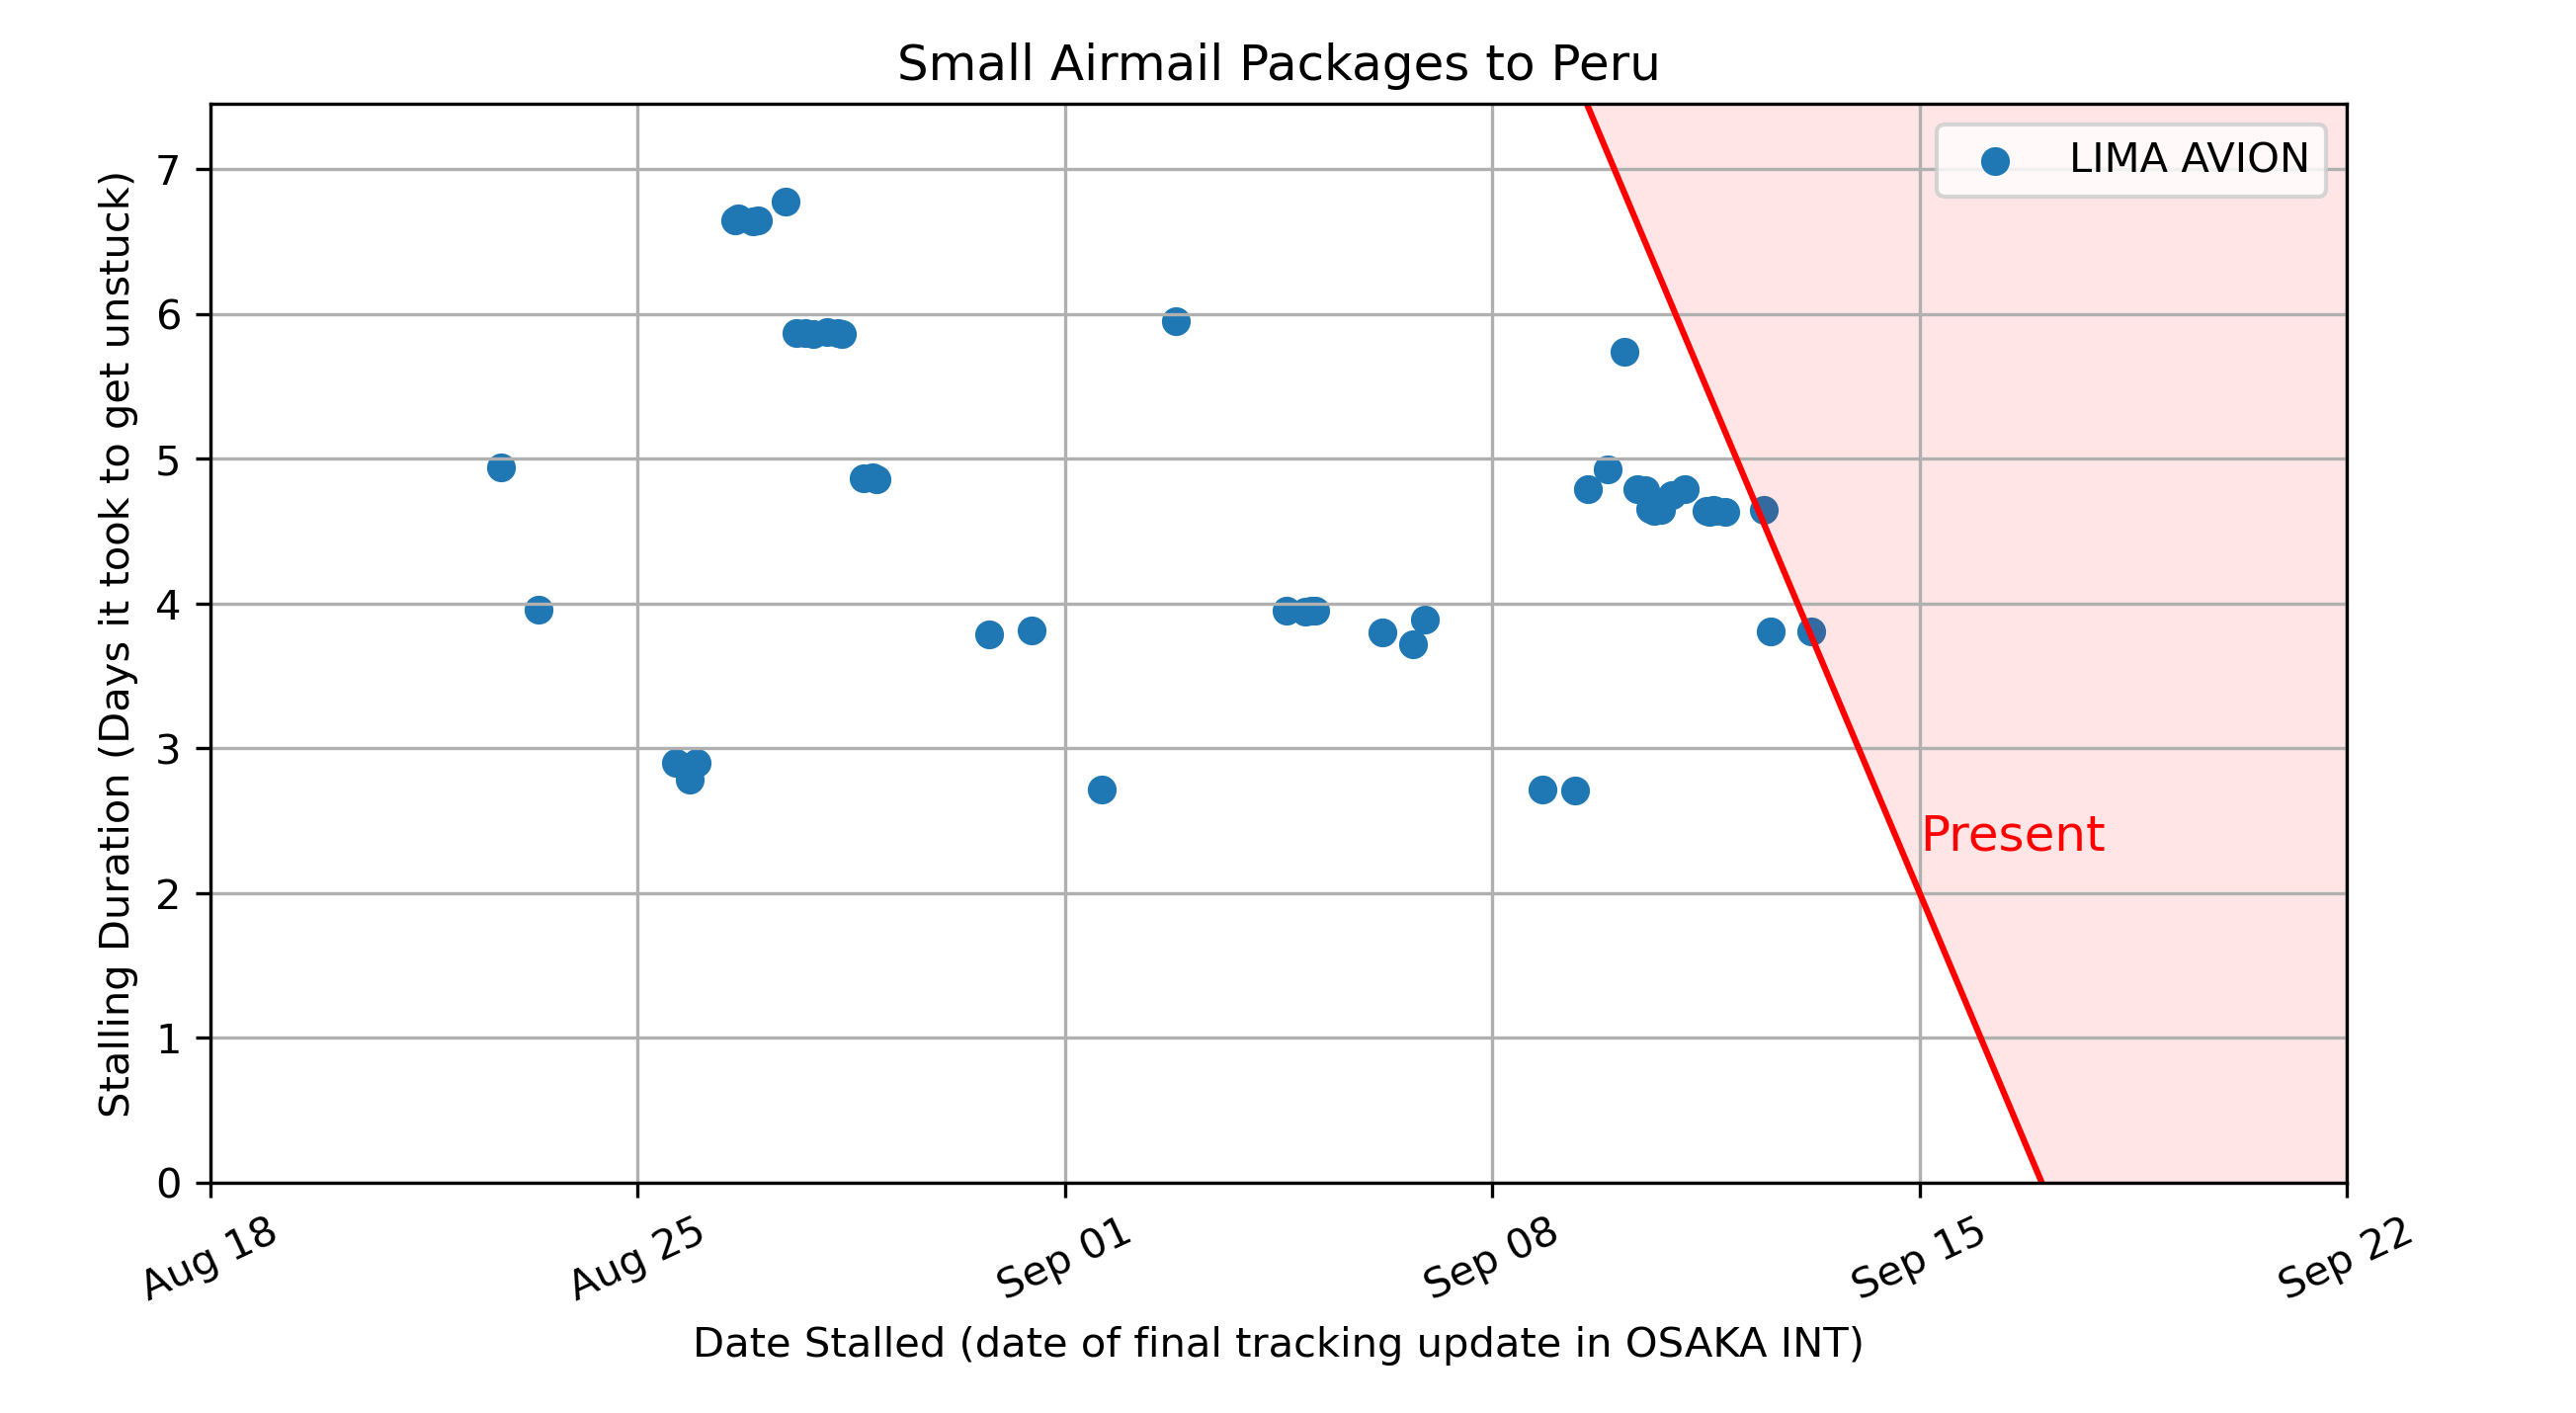 Small Airmail Packages to Peru
LIMA AVION
Stalling Duration (Days it took to get unstuck)
7
6
5
4
3
2
1
0
Present
Aug 18
Aug 25
Sep 01
Sep 08
Sep 15
Sep 22
Date Stalled (date of final tracking update in OSAKA INT)